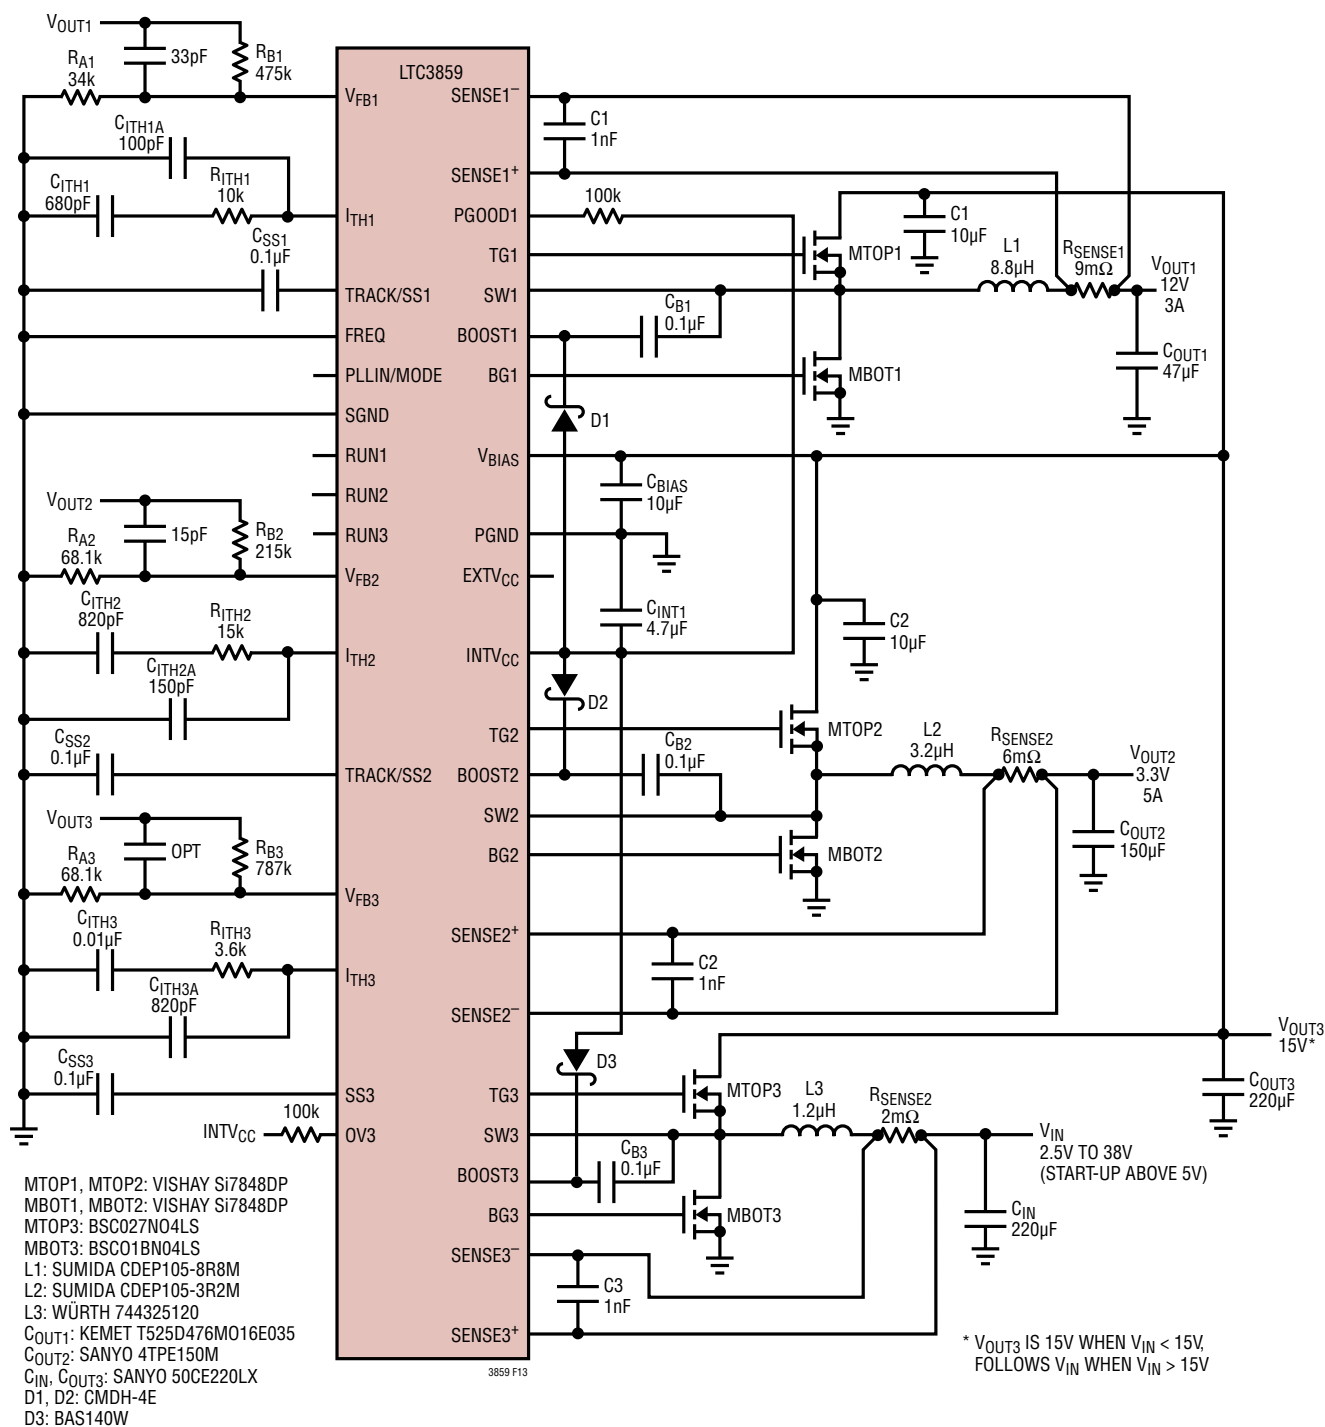 VOUT1
RA1
34k
33pF
RB1
475k
CITH1A
100pF
CITH1
680pF
RITH1
10k
CSS1
0.1µF
VOUT2
RA2
68.1k
15pF
RB2
215k
CITH2
820pF
RITH2
15k
CITH2A
150pF
CSS2
0.1µF
VOUT3
RA3
68.1k
OPT
RB3
787k
CITH3
0.01µF
RITH3
3.6k
CITH3A
820pF
CSS3
0.1µF
100k
INTVCC
LTC3859
VFB1
ITH1
TRACK/SS1
FREQ
PLLIN/MODE
SGND
RUN1
RUN2
RUN3
VFB2
ITH2
TRACK/SS2
VFB3
ITH3
SS3
OV3
SENSE1–
SENSE1+
PGOOD1
TG1
SW1
BOOST1
BG1
VBIAS
PGND
EXTVCC
INTVCC
TG2
BOOST2
SW2
BG2
SENSE2+
SENSE2–
TG3
SW3
BOOST3
BG3
SENSE3–
SENSE3+
C1
1nF
100k
MTOP1
C1
10µF
L1
8.8µH
RSENSE1
9mΩ
VOUT1
12V
3A
CB1
0.1µF
MBOT1
COUT1
47µF
D1
CBIAS
10µF
CINT1
4.7µF
C2
10µF
D2
MTOP2
L2
3.2µH
RSENSE2
6mΩ
VOUT2
3.3V
5A
CB2
0.1µF
MBOT2
COUT2
150µF
C2
1nF
D3
MTOP3
L3
1.2µH
RSENSE2
2mΩ
VOUT3
15V*
COUT3
220µF
VIN
2.5V TO 38V
(START-UP ABOVE 5V)
CB3
0.1µF
MBOT3
CIN
220µF
C3
1nF
MTOP1, MTOP2: VISHAY Si7848DP
MBOT1, MBOT2: VISHAY Si7848DP
MTOP3: BSC027NO4LS
MBOT3: BSCO1BN04LS
L1: SUMIDA CDEP105-8R8M
L2: SUMIDA CDEP105-3R2M
L3: WÜRTH 744325120
COUT1: KEMET T525D476MO16E035
COUT2: SANYO 4TPE150M
CIN, COUT3: SANYO 50CE220LX
D1, D2: CMDH-4E
D3: BAS140W
3859 F13
* VOUT3 IS 15V WHEN VIN < 15V,
FOLLOWS VIN WHEN VIN > 15V